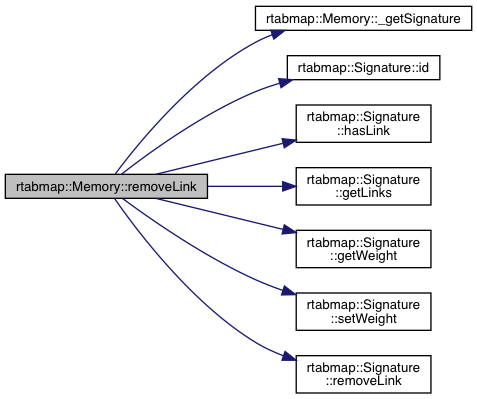 rtabmap::Memory::_getSignature
rtabmap::Signature::id
rtabmap::Signature
::hasLink
rtabmap::Memory::removeLink
rtabmap::Signature
::getLinks
rtabmap::Signature
::getWeight
rtabmap::Signature
::setWeight
rtabmap::Signature
::removeLink